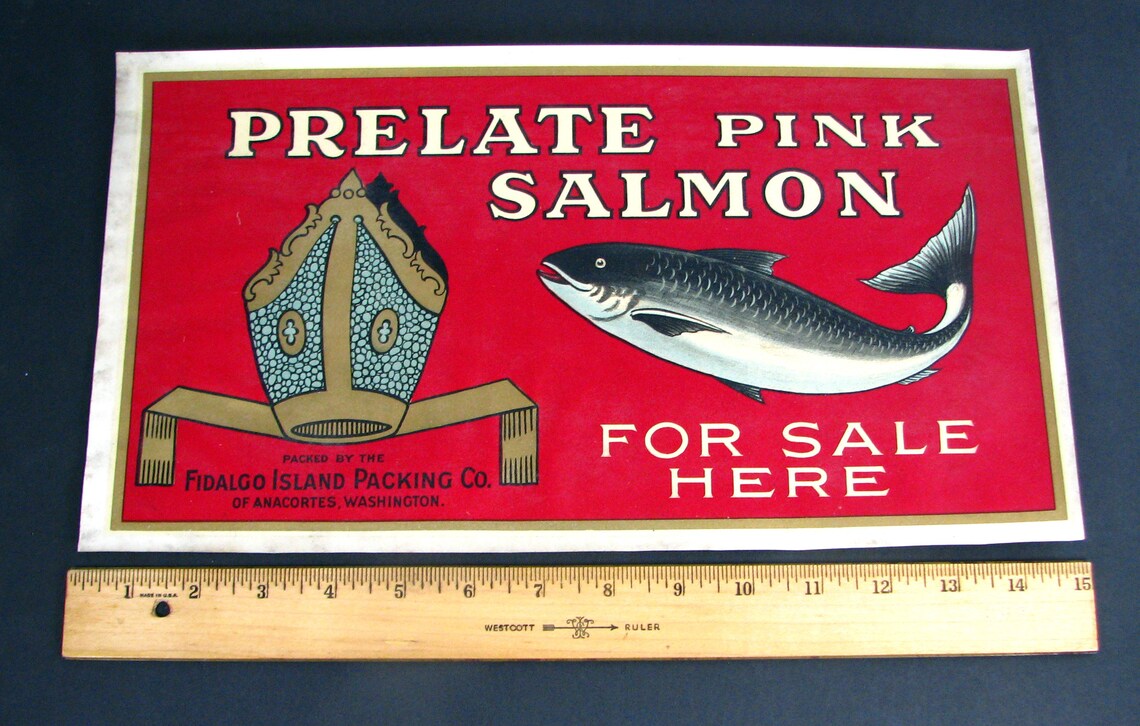 PRELATE PINK
SALMON
PACKED BY THE
FIDALGO ISLAND PACKING CO.
OF ANACORTES, WASHINGTON.
FOR SALE
HERE
1 2 3 4 5 6 7 8 9 10 11 12 13 14 15
MADE IN U.S.A.
WESTCOTT RULER